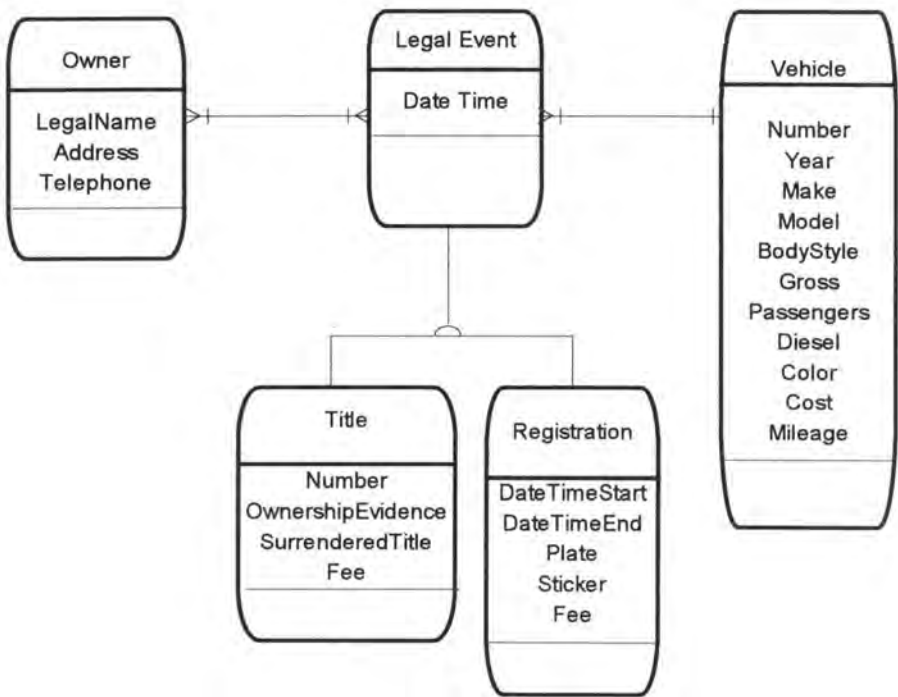 Owner
LegalName
Address
Telephone
Legal Event
Date Time
Vehicle
Number
Year
Make
Model
BodyStyle
Gross
Passengers
Diesel
Color
Cost
Mileage
Title
Number
OwnershipEvidence
SurrenderedTitle
Fee
Registration
DateTimeStart
DateTimeEnd
Plate
Sticker
Fee